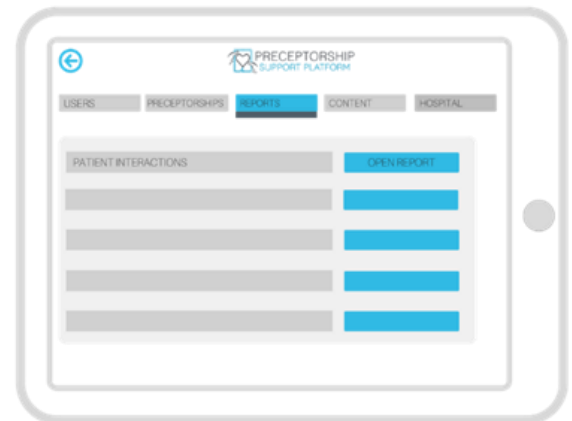 PRECEPTORSHIP
SUPPORT PLATFORM
USERS PRECEPTORSHIPS REPORTS CONTENT HOSPITAL
PATIENT INTERACTIONS OPEN REPORT